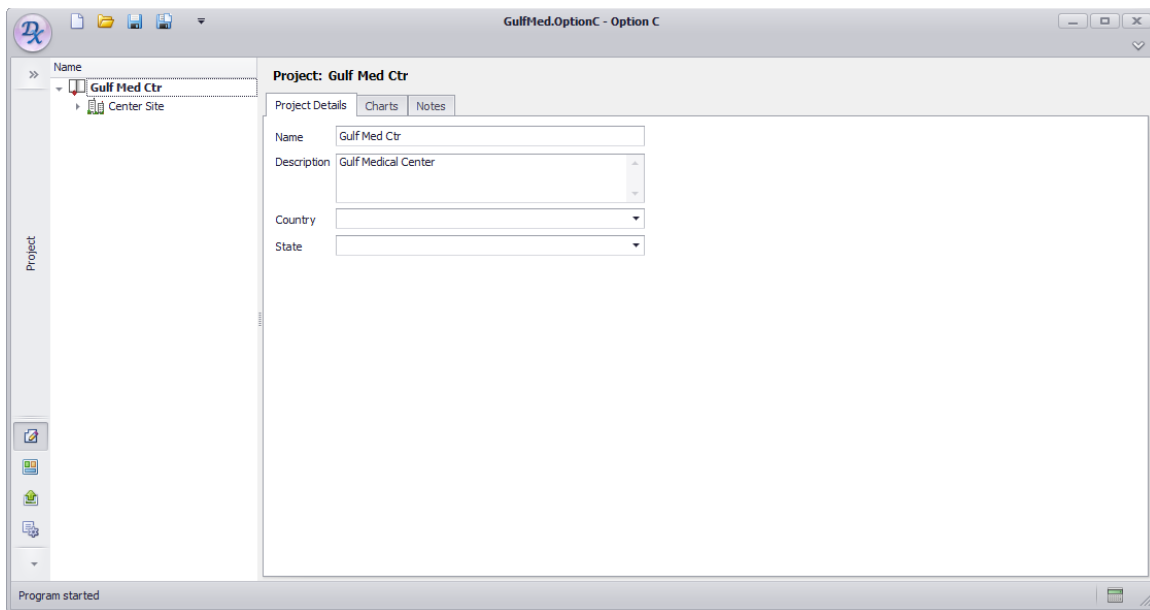 GulfMed.OptionC - Option C
Name
Gulf Med Ctr
Center Site
Project
Project: Gulf Med Ctr
Project Details Charts Notes
Name Gulf Med Ctr
Description Gulf Medical Center
Country
State
Program started